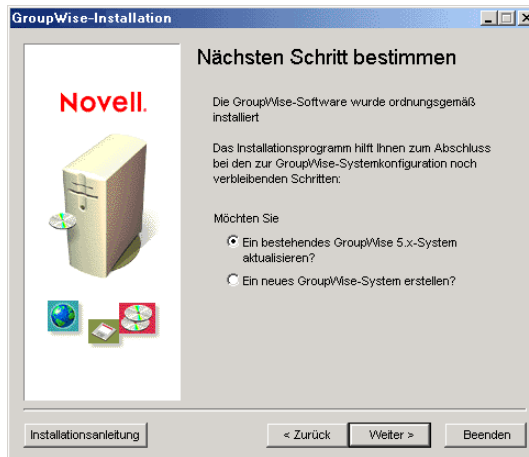 GroupWise-Installation
Nächsten Schritt bestimmen
Novell.
Die GroupWise-Software wurde ordnungsgemäß
installiert
Das Installationsprogramm hilft Ihnen zum Abschluss
bei den zur GroupWise-Systemkonfiguration noch
verbleibenden Schritten:
Möchten Sie
Ein bestehendes GroupWise 5.x-System
aktualisieren?
Ein neues GroupWise-System erstellen?
Installationsanleitung
< Zurück
Weiter >
Beenden